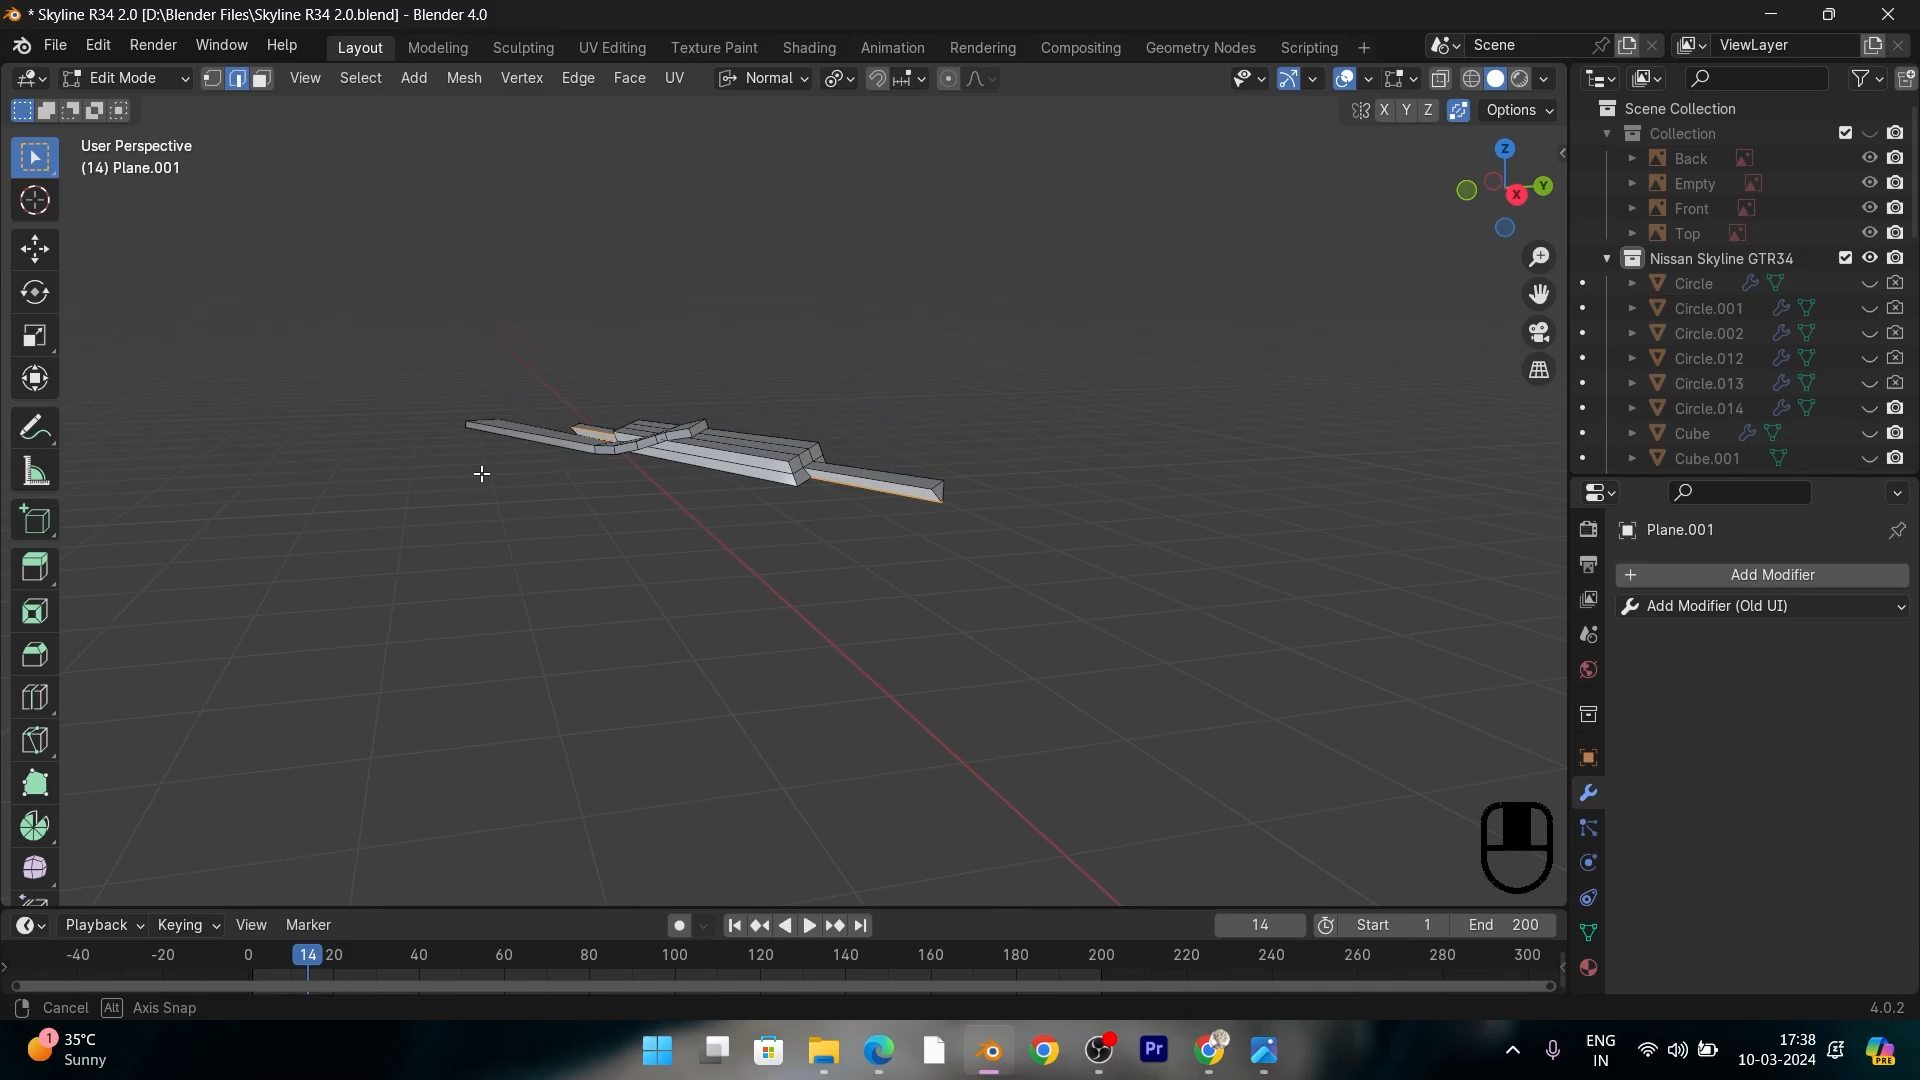 * Skyline R34 2.0 [D:\Blender Files\Skyline R34 2.0.blend] - Blender 4.0
File Edit Render Window Help Layout Modeling Sculpting UV Editing Texture Paint Shading Animation Rendering Compositing Geometry Nodes Scripting + Scene ViewLayer
Edit Mode View Select Add Mesh Vertex Edge Face UV Normal
X Y Z Options
User Perspective
(14) Plane.001
Z
Y
X
Scene Collection
Collection
Back
Empty
Front
Top
Nissan Skyline GTR34
Circle
Circle.001
Circle.002
Circle.012
Circle.013
Circle.014
Cube
Cube.001
Plane.001
+ Add Modifier
Add Modifier (Old UI)
Playback Keying View Marker 14 Start 1 End 200
-40 -20 0 14 20 40 60 80 100 120 140 160 180 200 220 240 260 280 300
Cancel Alt Axis Snap 4.0.2
1 35°C
Sunny
Pr
ENG
IN
17:38
10-03-2024
PRE